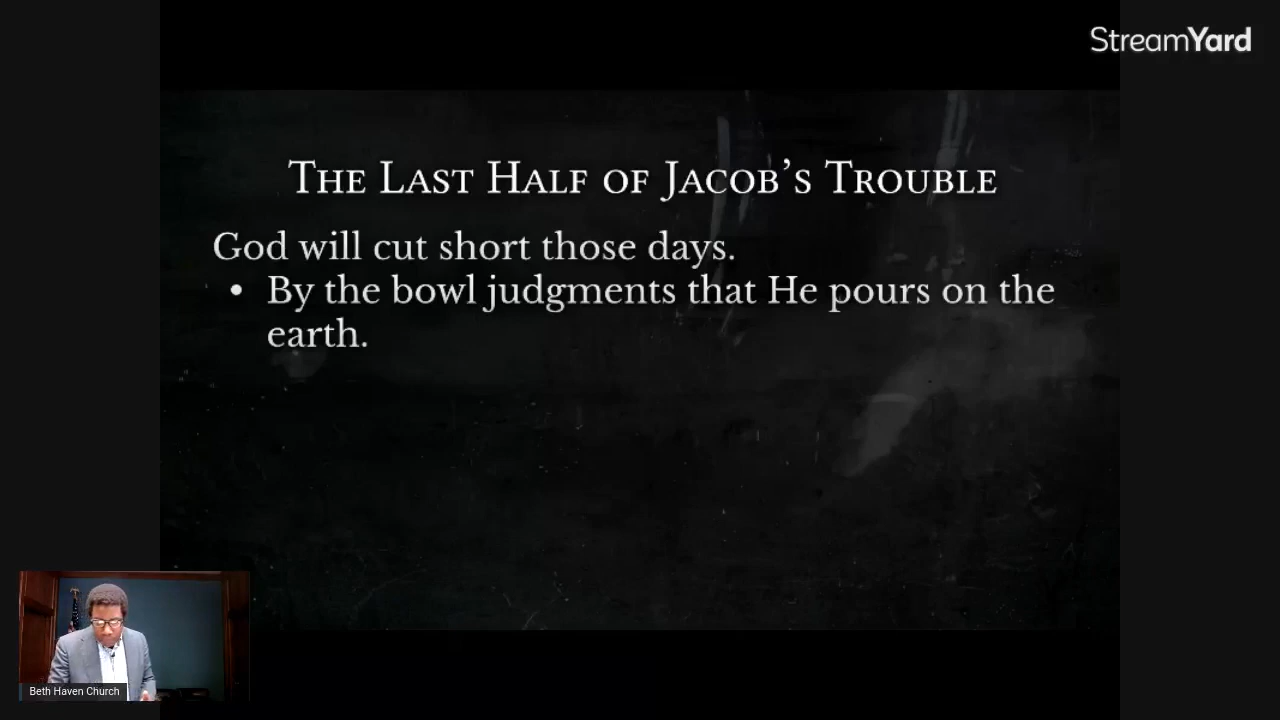 StreamYard
The Last Half of Jacob’s Trouble
God will cut short those days.
• By the bowl judgments that He pours on the
earth.
Beth Haven Church